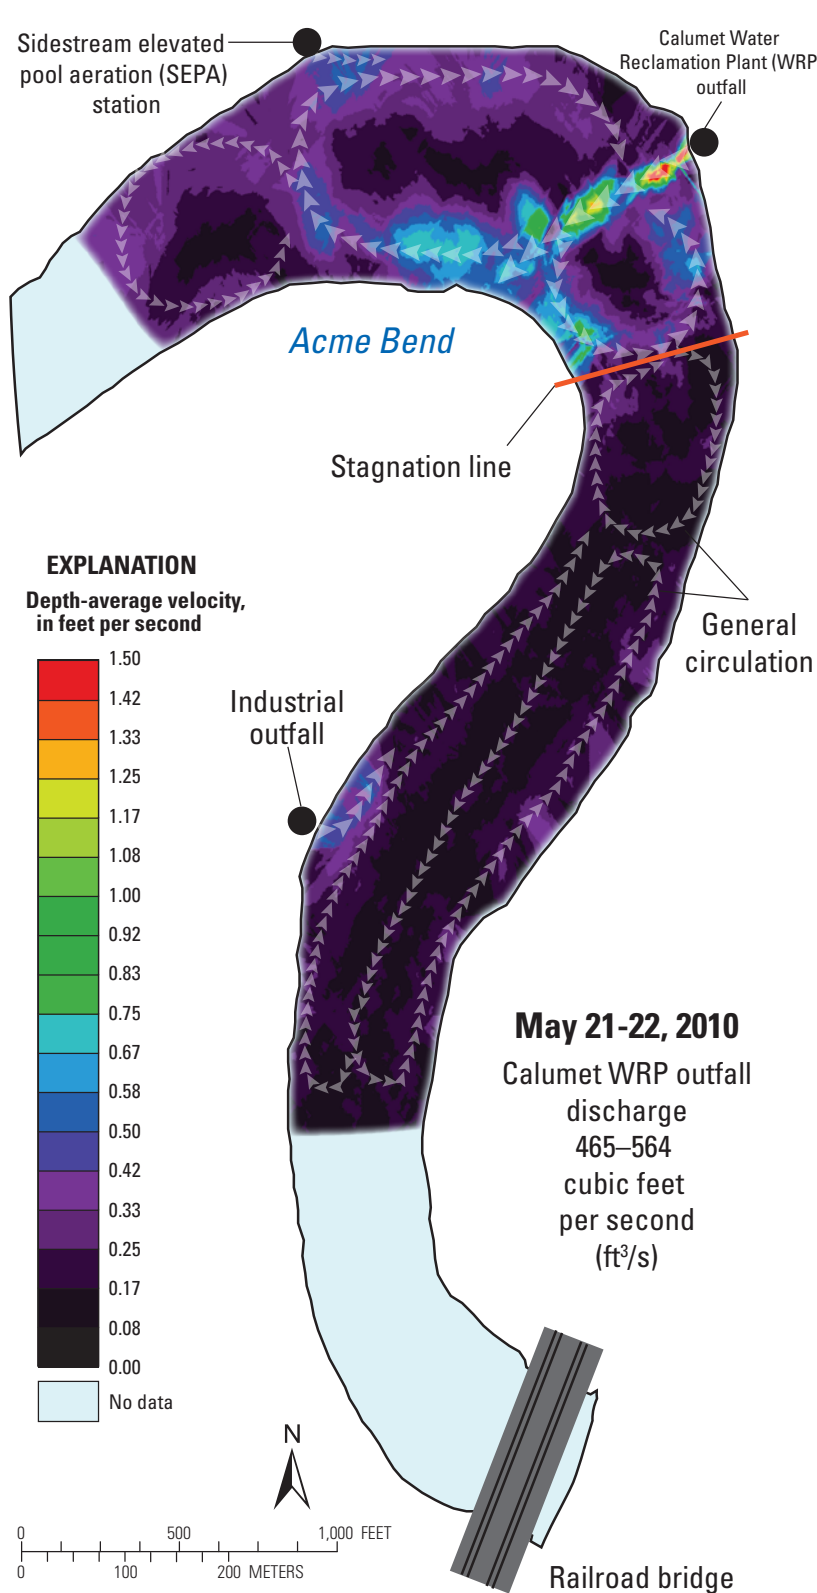 Sidestream elevated
pool aeration (SEPA)
station
Calumet Water
Reclamation Plant (WRP
outfall
Acme Bend
Stagnation line
EXPLANATION
Depth-average velocity,
in feet per second
1.50
1.42
1.33
1.25
1.17
1.08
1.00
0.92
0.83
0.75
0.67
0.58
0.50
0.42
0.33
0.25
0.17
0.08
0.00
No data
General
circulation
Industrial
outfall
May 21-22, 2010
Calumet WRP outfall
discharge
465–564
cubic feet
per second
(ft³/s)
N
0 500 1,000 FEET
0 100 200 METERS
Railroad bridge